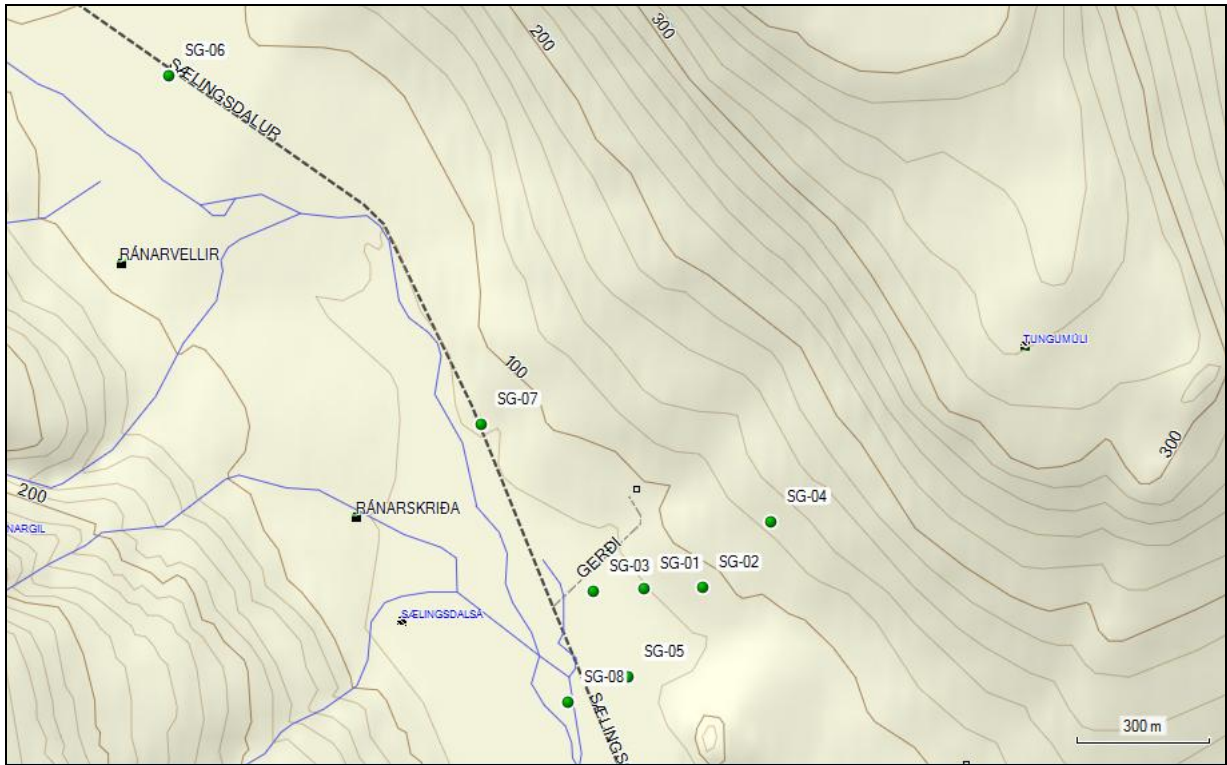 SG-06
SÆLINGSDALUR
200
300
RÁNARVELLIR
TUNGUMÚLI
100
SG-07
300
200
NARGIL
RÁNARSKRIÐA
SG-04
GERÐI
SG-03
SG-01
SG-02
SÆLINGSDALSÁ
SG-05
SG-08
SÆLINGS
300 m